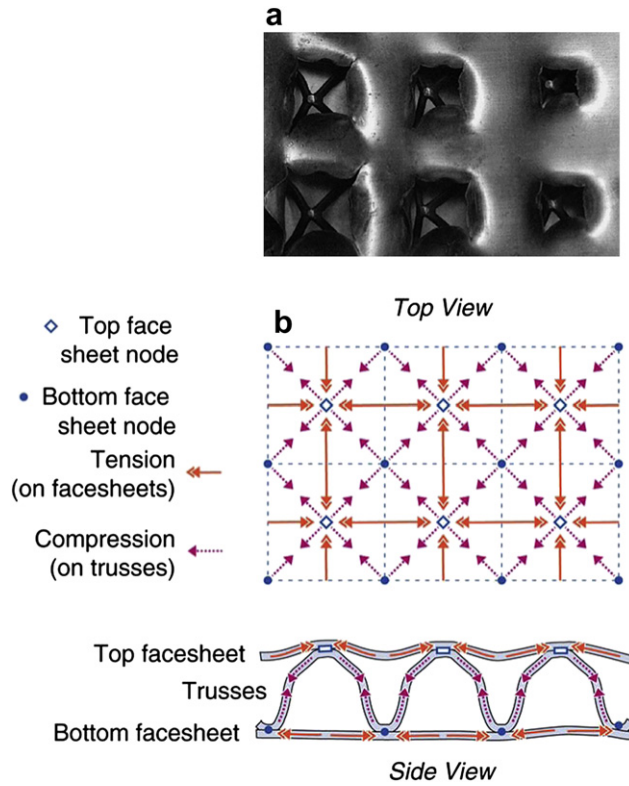 a
b
Top View
Top face
sheet node
Bottom face
sheet node
Tension
(on facesheets)
Compression
(on trusses)
Top facesheet
Trusses
Bottom facesheet
Side View